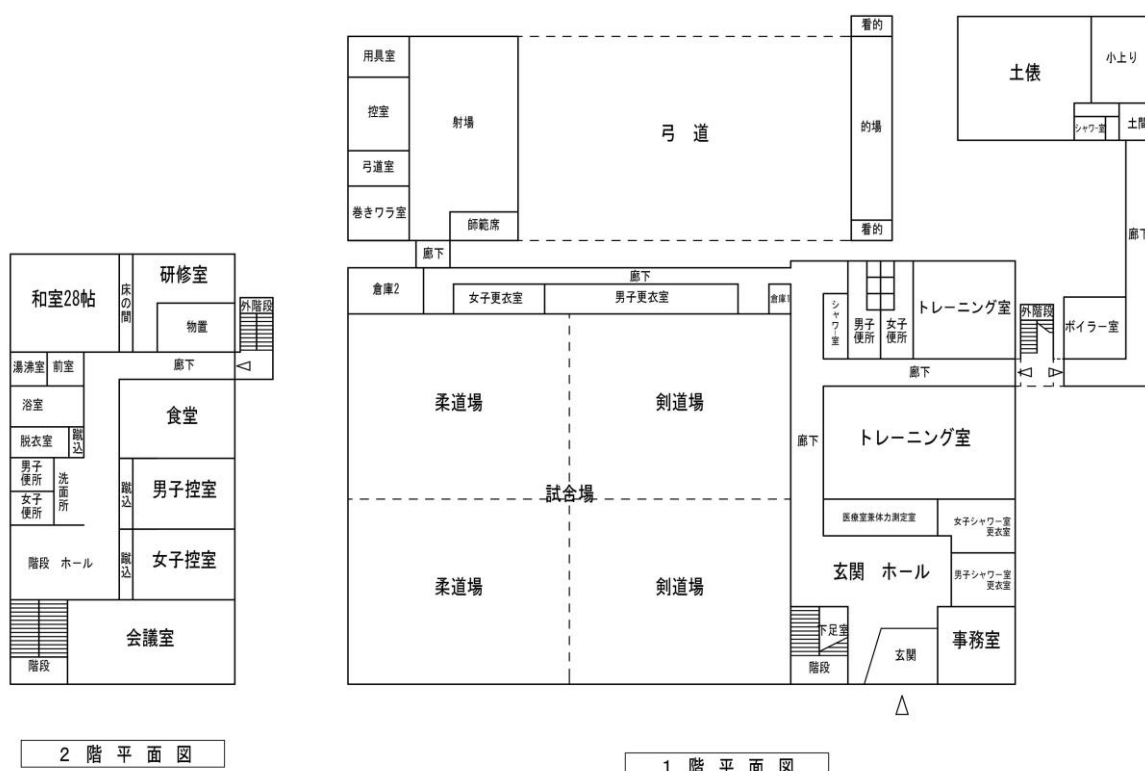 和室28帖
床の間
研修室
物置
外階段
湯沸室
前室
廊下
浴室
食堂
脱衣室
蹴込
男子
便所
洗面所
女子
便所
蹴込
男子控室
階段 ホール
蹴込
女子控室
会議室
階段
2 階 平 面 図
用具室
控室
弓道室
巻きワラ室
射場
師範席
弓 道
看的
的場
看的
土俵
小上り
シャワー室
土間
廊下
廊下
廊下
倉庫2
女子更衣室
男子更衣室
シャワー室
男子
便所
女子
便所
トレーニング室
外階段
ボイラー室
廊下
柔道場
剣道場
廊下
トレーニング室
試合場
医療室兼体力測定室
女子シャワー室
更衣室
柔道場
剣道場
玄関 ホール
男子シャワー室
更衣室
下足室
階段
玄関
事務室
1 階 平 面 図